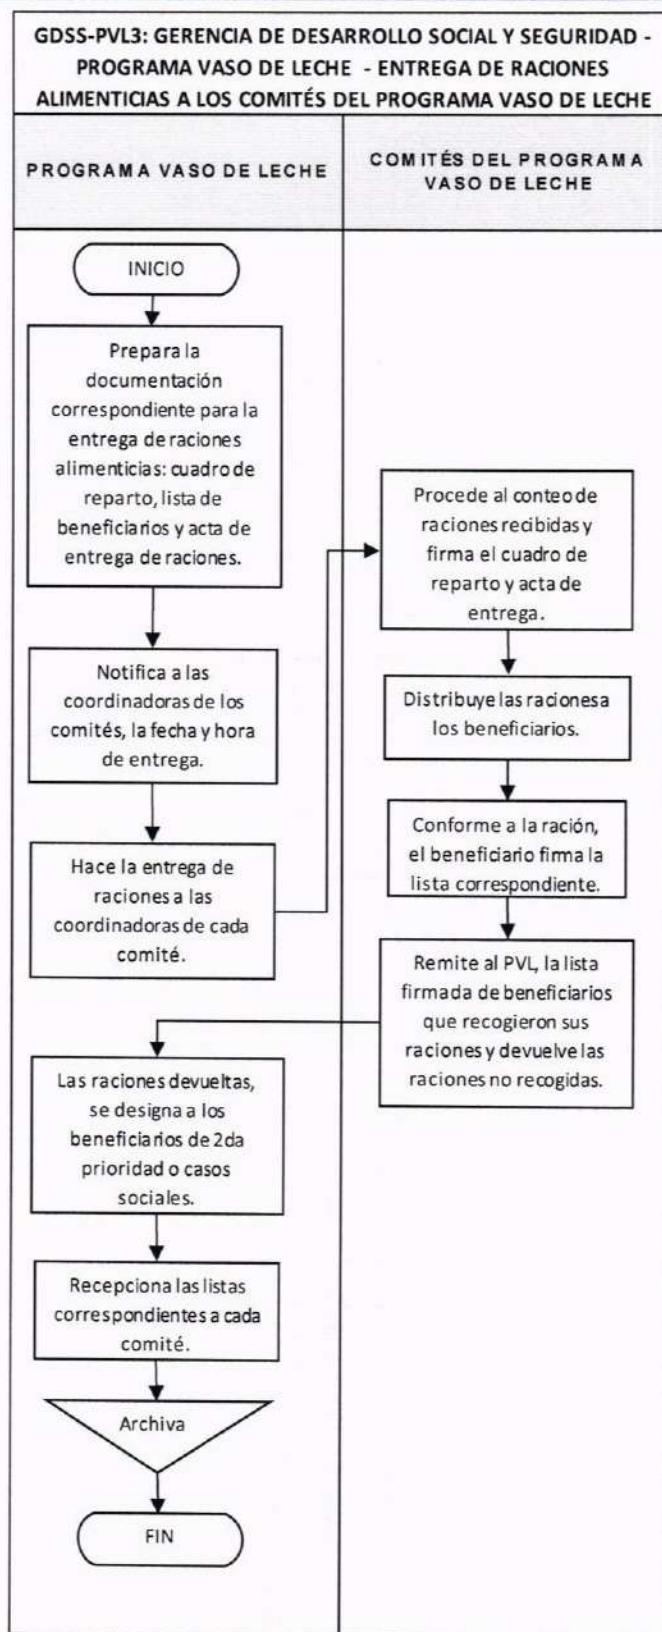 GDSS-PVL3: GERENCIA DE DESARROLLO SOCIAL Y SEGURIDAD -
PROGRAMA VASO DE LECHE - ENTREGA DE RACIONES
ALIMENTICIAS A LOS COMITÉS DEL PROGRAMA VASO DE LECHE
PROGRAMA VASO DE LECHE
COMITÉS DEL PROGRAMA
VASO DE LECHE
INICIO
Prepara la
documentación
correspondiente para la
entrega de raciones
alimenticias: cuadro de
reparto, lista de
beneficiarios y acta de
entrega de raciones.
Notifica a las
coordinadoras de los
comités, la fecha y hora
de entrega.
Hace la entrega de
raciones a las
coordinadoras de cada
comité.
Procede al conteo de
raciones recibidas y
firma el cuadro de
reparto y acta de
entrega.
Distribuye las racionesa
los beneficiarios.
Conforme a la ración,
el beneficiario firma la
lista correspondiente.
Remite al PVL, la lista
firmada de beneficiarios
que recogieron sus
raciones y devuelve las
raciones no recogidas.
Las raciones devueltas,
se designa a los
beneficiarios de 2da
prioridad o casos
sociales.
Recepciona las listas
correspondientes a cada
comité.
Archiva
FIN